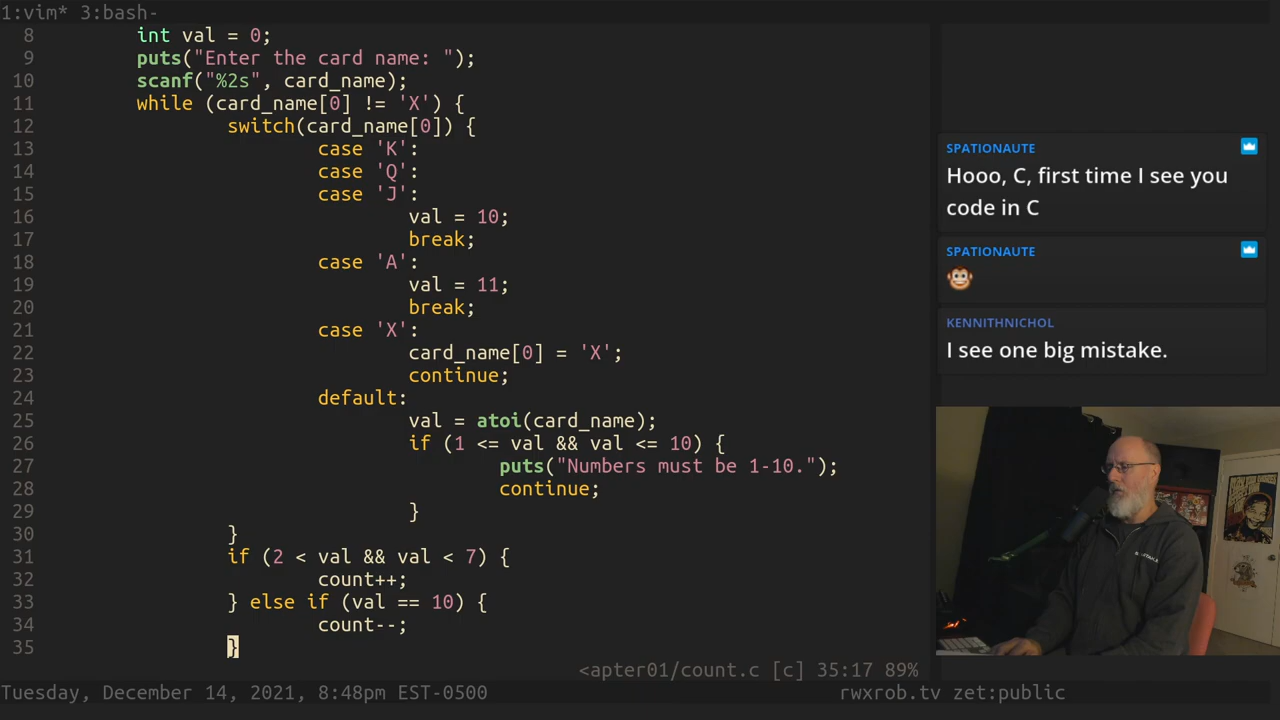 1:vim* 3:bash-
8 int val = 0;
9 puts("Enter the card name: ");
10 scanf("%2s", card_name);
11 while (card_name[0] != 'X') {
12 switch(card_name[0]) {
13 case 'K':
14 case 'Q':
15 case 'J':
16 val = 10;
17 break;
18 case 'A':
19 val = 11;
20 break;
21 case 'X':
22 card_name[0] = 'X';
23 continue;
24 default:
25 val = atoi(card_name);
26 if (1 <= val && val <= 10) {
27 puts("Numbers must be 1-10.");
28 continue;
29 }
30 }
31 if (2 < val && val < 7) {
32 count++;
33 } else if (val == 10) {
34 count--;
35 }
<apter01/count.c [c] 35:17 89%
Tuesday, December 14, 2021, 8:48pm EST-0500
rwxrob.tv zet:public
SPATIONAUTE
Hooo, C, first time I see you
code in C
SPATIONAUTE
KENNITHNICHOL
I see one big mistake.